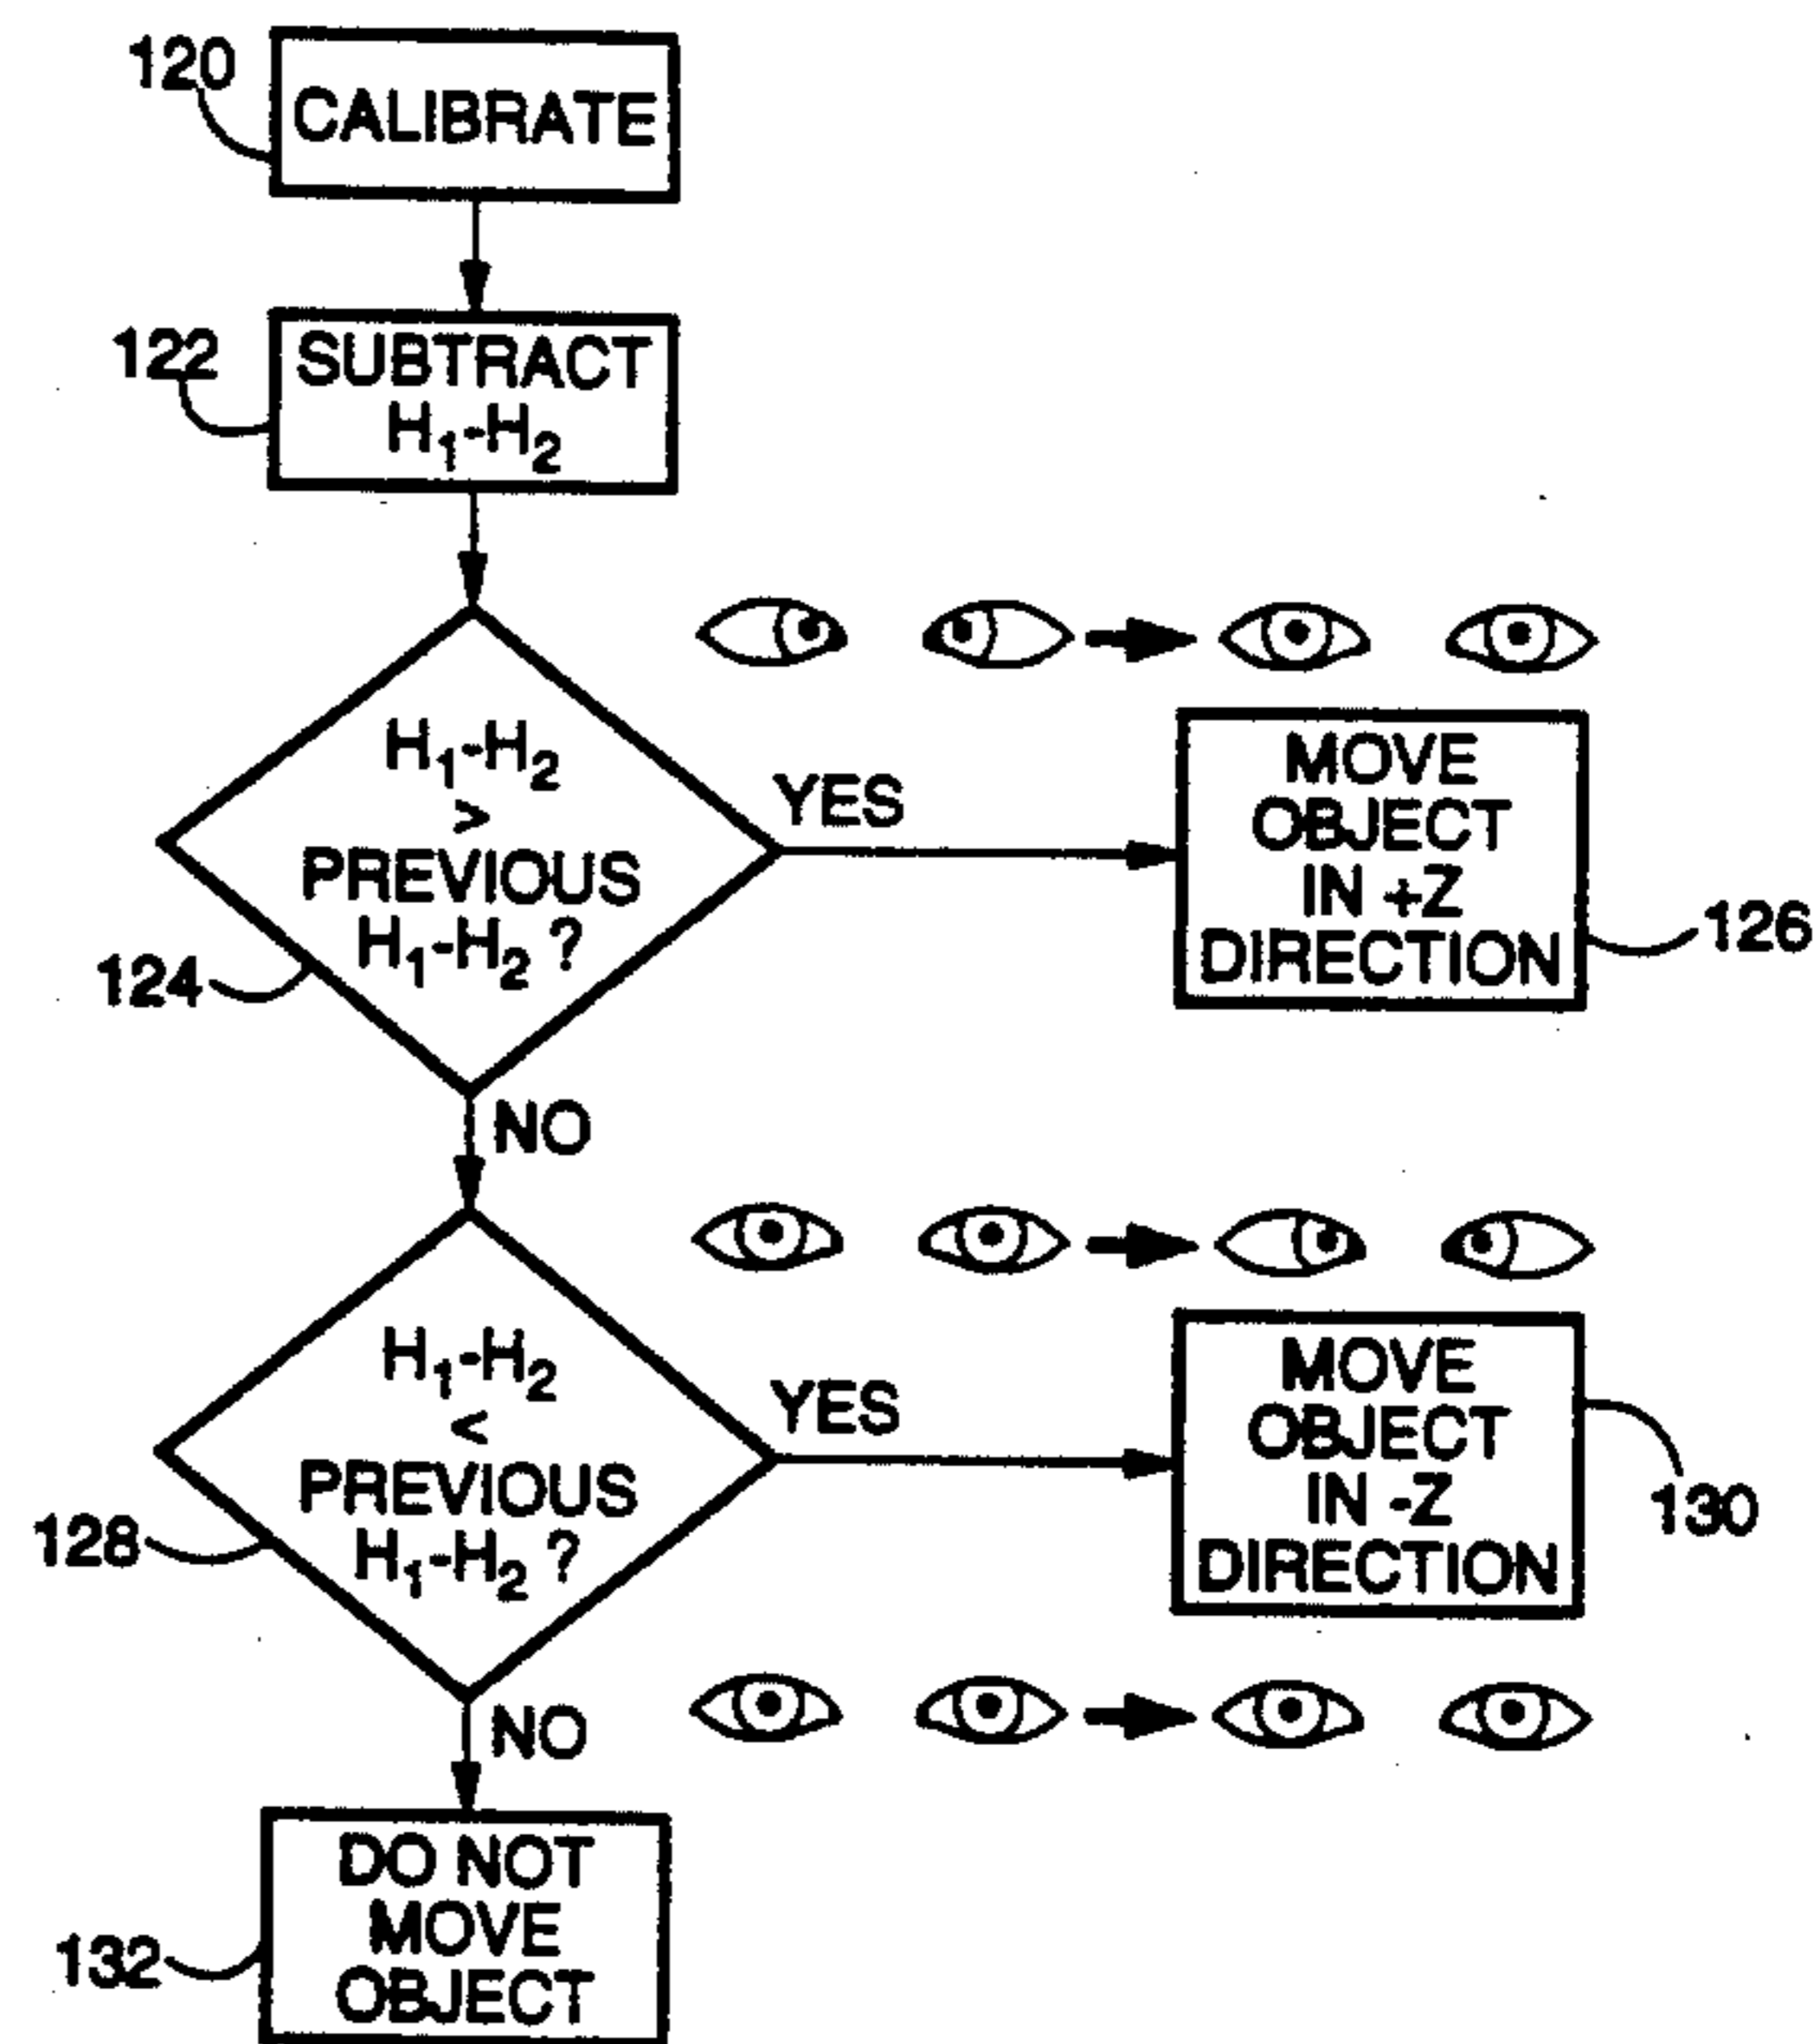 120
CALIBRATE
122
SUBTRACT
H₁-H₂
H₁-H₂
>
PREVIOUS
H₁-H₂ ?
124
YES
MOVE
OBJECT
IN +Z
DIRECTION
126
NO
H₁-H₂
<
PREVIOUS
H₁-H₂ ?
128
YES
MOVE
OBJECT
IN -Z
DIRECTION
130
NO
DO NOT
MOVE
OBJECT
132